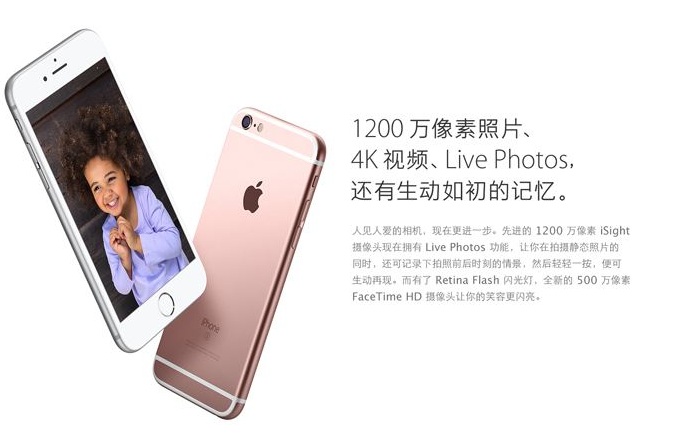 1200 万像素照片、
4K 视频、Live Photos，
还有生动如初的记忆。
人见人爱的相机，现在更进一步。先进的 1200 万像素 iSight
摄像头现在拥有 Live Photos 功能，让你在拍摄静态照片的
同时，还可记录下拍照前后时刻的情景，然后轻轻一按，便可
生动再现。而有了 Retina Flash 闪光灯，全新的 500 万像素
FaceTime HD 摄像头让你的笑容更闪亮。
iPhone